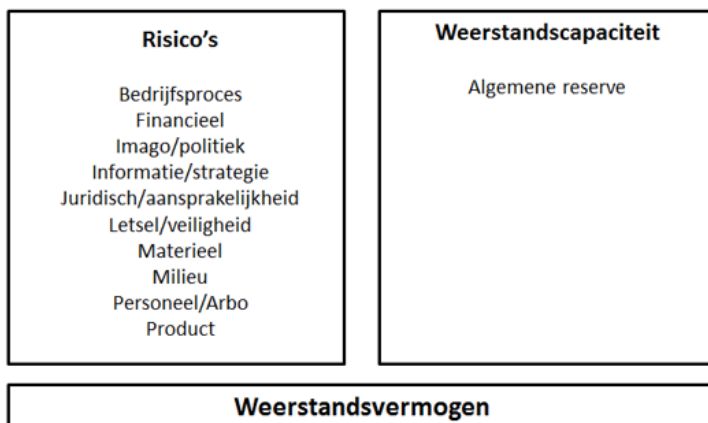 Risico's
Bedrijfsproces
Financieel
Imago/politiek
Informatie/strategie
Juridisch/aansprakelijkheid
Letsel/veiligheid
Materieel
Milieu
Personeel/Arbo
Product
Weerstandscapaciteit
Algemene reserve
Weerstandsvermogen